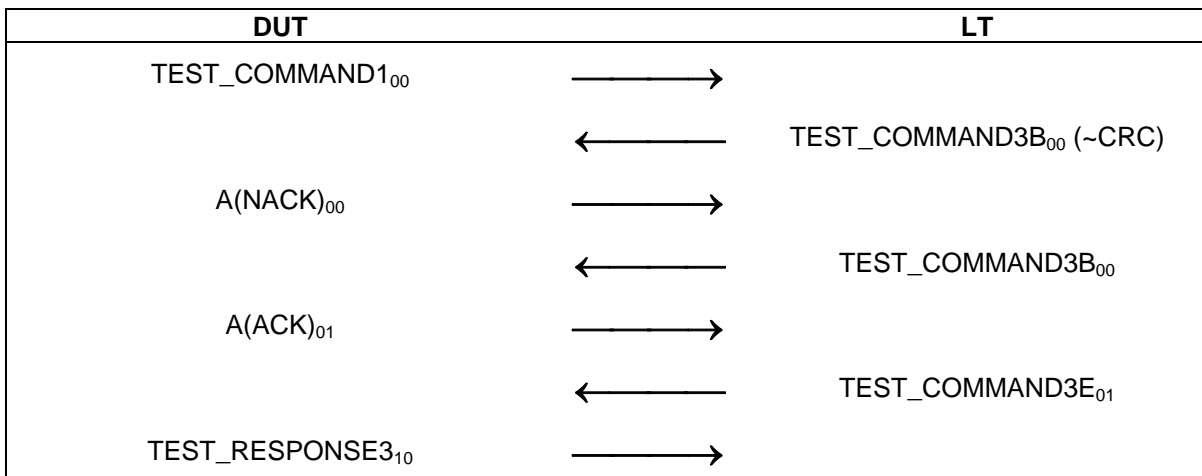 DUT LT
TEST_COMMAND1₀₀
TEST_COMMAND3B₀₀ (~CRC)
A(NACK)₀₀
TEST_COMMAND3B₀₀
A(ACK)₀₁
TEST_COMMAND3E₀₁
TEST_RESPONSE3₁₀